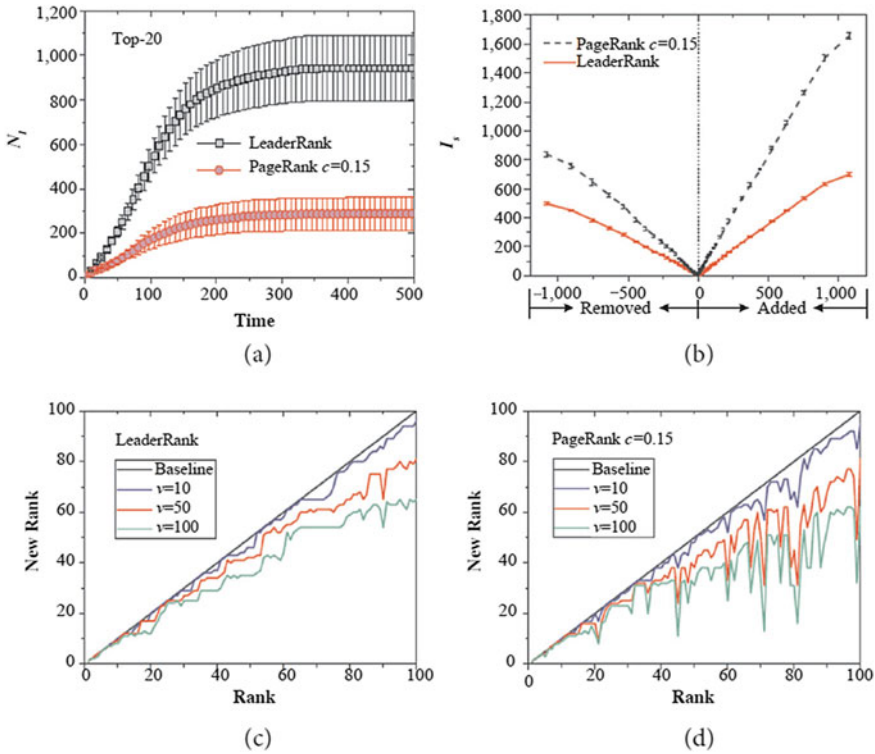 1,200
1,000
800
600
400
200
0
N_I
Top-20
LeaderRank
PageRank c=0.15
0 100 200 300 400 500
Time
(a)
1,800
1,600
1,400
1,200
1,000
800
600
400
200
0
I_s
PageRank c=0.15
LeaderRank
−1,000 −500 0 500 1,000
Removed Added
(b)
100
80
60
40
20
0
New Rank
LeaderRank
Baseline
v=10
v=50
v=100
0 20 40 60 80 100
Rank
(c)
100
80
60
40
20
0
New Rank
PageRank c=0.15
Baseline
v=10
v=50
v=100
0 20 40 60 80 100
Rank
(d)